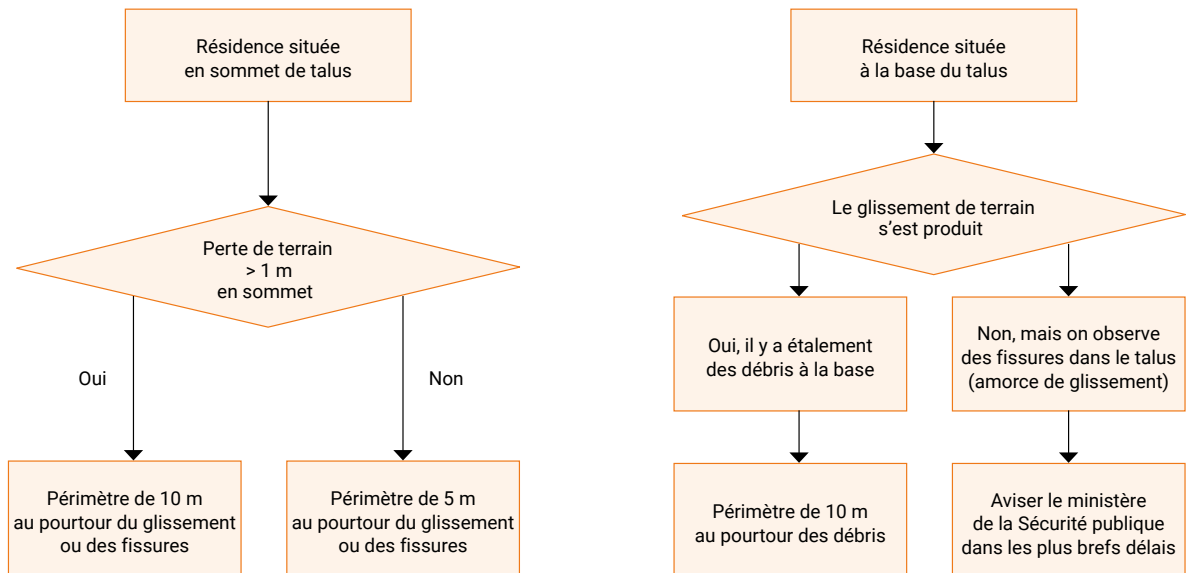 Résidence située
en sommet de talus
Perte de terrain
> 1 m
en sommet
Oui
Non
Périmètre de 10 m
au pourtour du glissement
ou des fissures
Périmètre de 5 m
au pourtour du glissement
ou des fissures
Résidence située
à la base du talus
Le glissement de terrain
s’est produit
Oui, il y a étalement
des débris à la base
Non, mais on observe
des fissures dans le talus
(amorce de glissement)
Périmètre de 10 m
au pourtour des débris
Aviser le ministère
de la Sécurité publique
dans les plus brefs délais